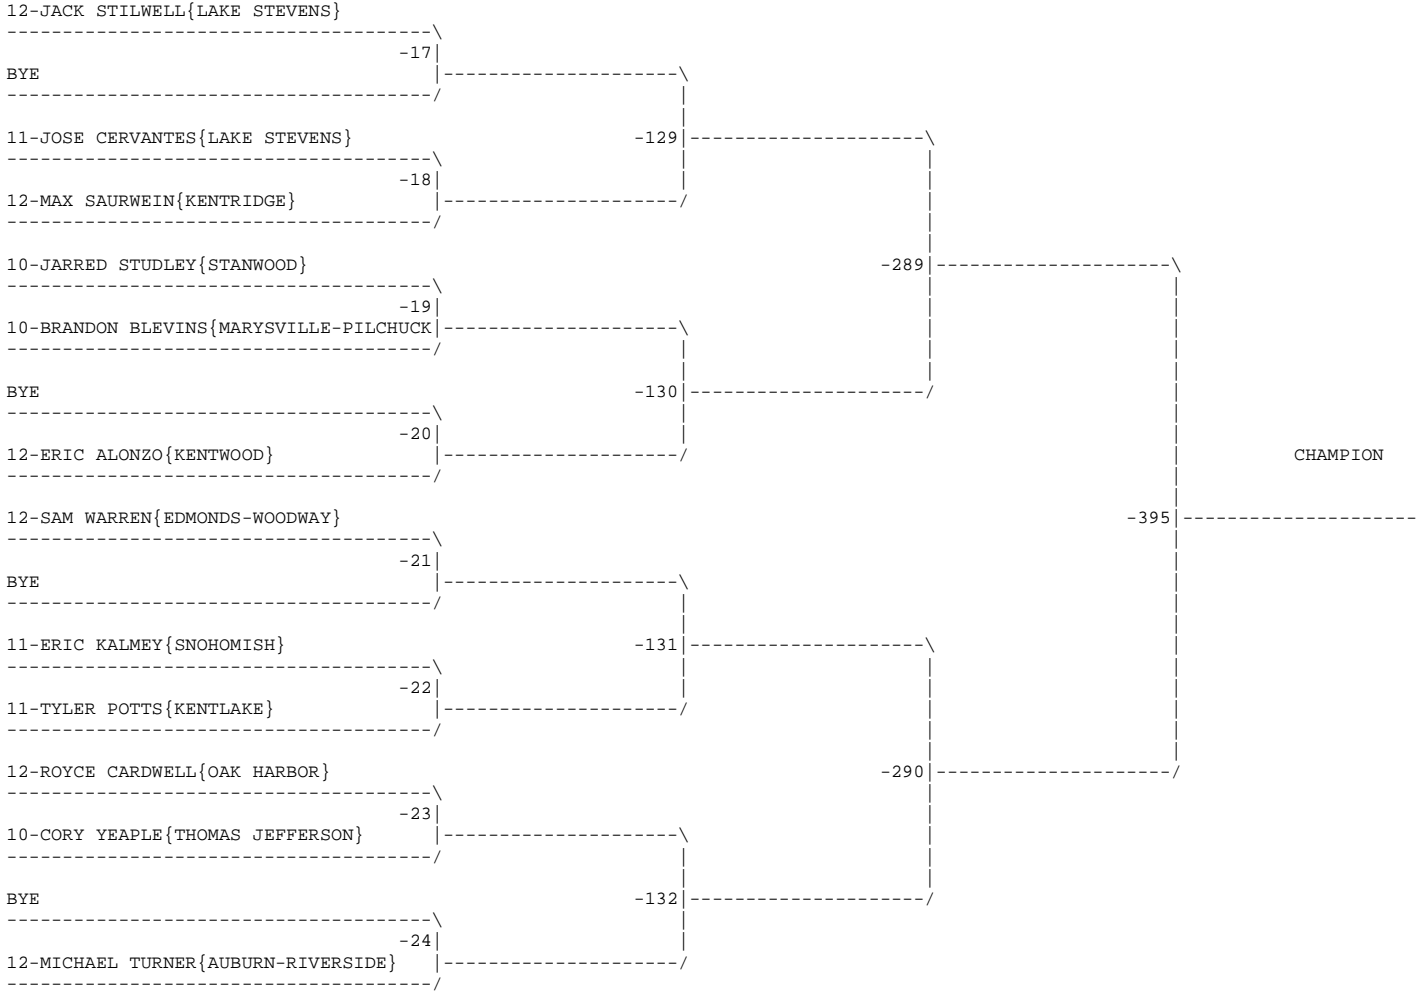 12-JACK STILWELL{LAKE STEVENS}
-17
BYE
11-JOSE CERVANTES{LAKE STEVENS} -129
-18
12-MAX SAURWEIN{KENTRIDGE}
10-JARRED STUDLEY{STANWOOD} -289
-19
10-BRANDON BLEVINS{MARYSVILLE-PILCHUCK
BYE -130
-20
12-ERIC ALONZO{KENTWOOD} CHAMPION
12-SAM WARREN{EDMONDS-WOODWAY} -395
-21
BYE
11-ERIC KALMEY{SNOHOMISH} -131
-22
11-TYLER POTTS{KENTLAKE}
12-ROYCE CARDWELL{OAK HARBOR} -290
-23
10-CORY YEAPLE{THOMAS JEFFERSON}
BYE -132
-24
12-MICHAEL TURNER{AUBURN-RIVERSIDE}